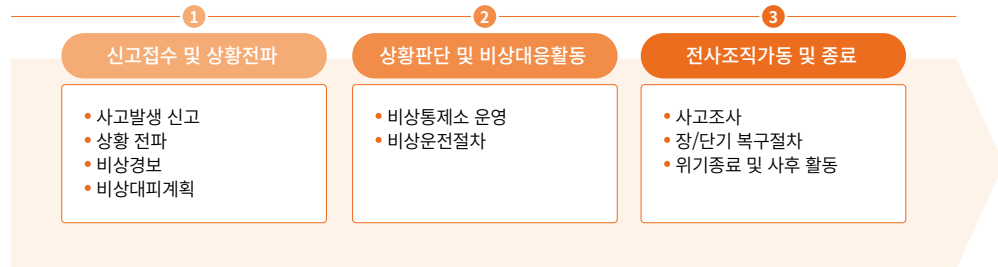 1
신고접수 및 상황전파
• 사고발생 신고
• 상황 전파
• 비상경보
• 비상대피계획
2
상황판단 및 비상대응활동
• 비상통제소 운영
• 비상운전절차
3
전사조직가동 및 종료
• 사고조사
• 장/단기 복구절차
• 위기종료 및 사후 활동